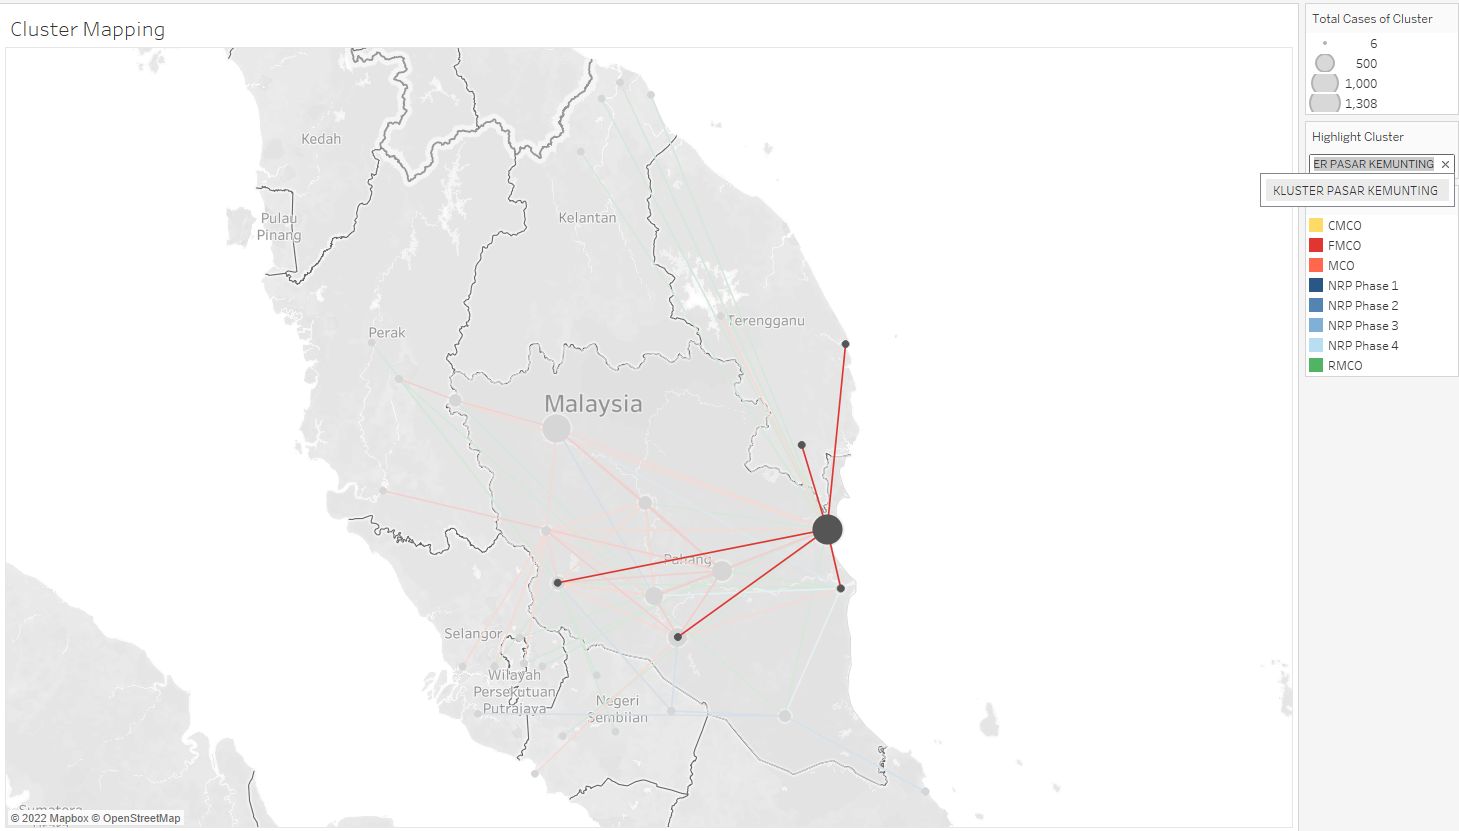 Cluster Mapping
Kedah
Pulau
Pinang
Kelantan
Perak
Terengganu
Malaysia
Pahang
Selangor
Wilayah
Persekutuan
Putrajaya
Negeri
Sembilan
Sumatera
© 2022 Mapbox © OpenStreetMap
Total Cases of Cluster
6
500
1,000
1,308
Highlight Cluster
ER PASAR KEMUNTING
KLUSTER PASAR KEMUNTING
CMCO
FMCO
MCO
NRP Phase 1
NRP Phase 2
NRP Phase 3
NRP Phase 4
RMCO